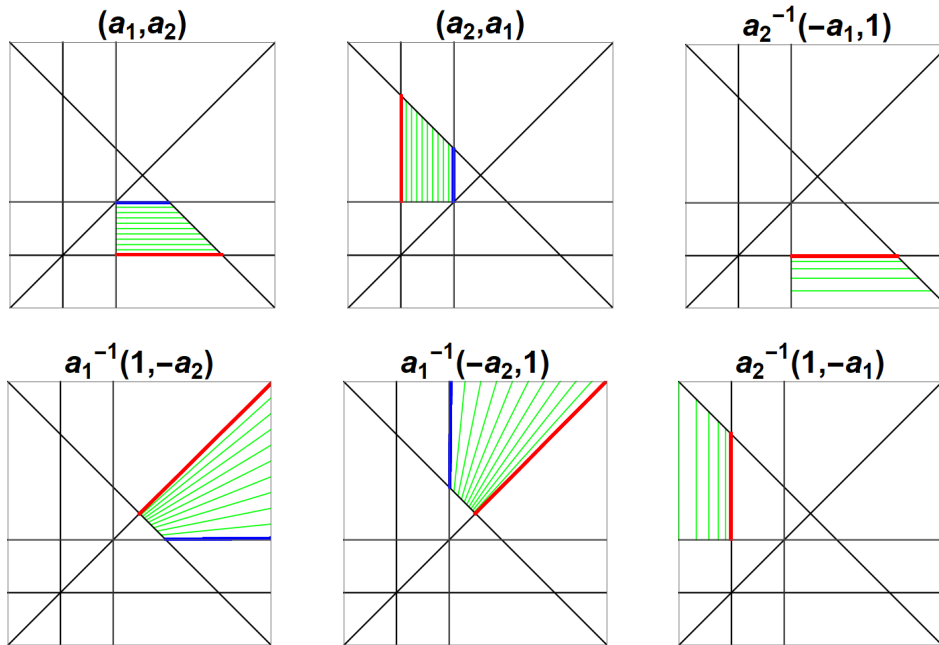 (a₁,a₂)
(a₂,a₁)
a₂⁻¹(-a₁,1)
a₁⁻¹(1,-a₂)
a₁⁻¹(-a₂,1)
a₂⁻¹(1,-a₁)